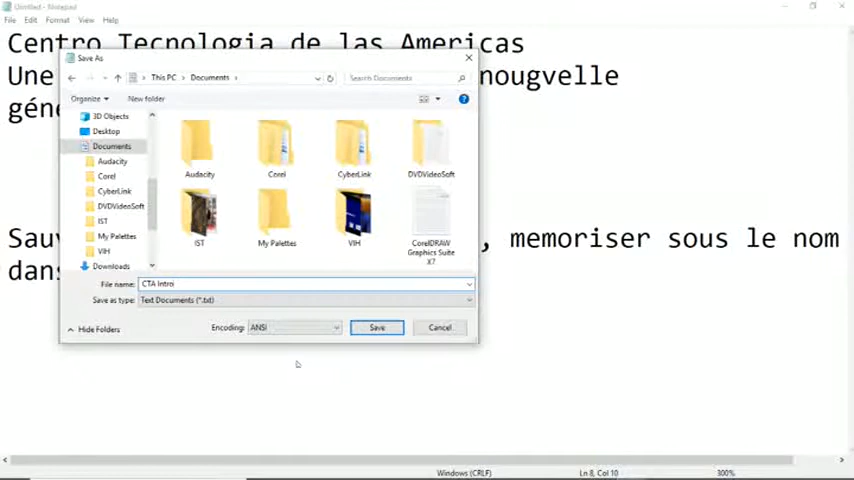 Untitled - Notepad
File Edit Format View Help
Centro Tecnologia de las Americas
Une nougvelle
géné
Sauv , memoriser sous le nom
dans
Save As
This PC Documents
Search Documents
Organize New folder
3D Objects
Desktop
Documents
Audacity
Corel
CyberLink
DVDVideoSoft
IST
My Palettes
VIH
Downloads
Audacity Corel CyberLink DVDVideoSoft
IST My Palettes VIH CorelDRAW
Graphics Suite
X7
File name: CTA Intro
Save as type: Text Documents (*.txt)
Hide Folders Encoding: ANSI Save Cancel
Windows (CRLF) Ln 8, Col 10 300%